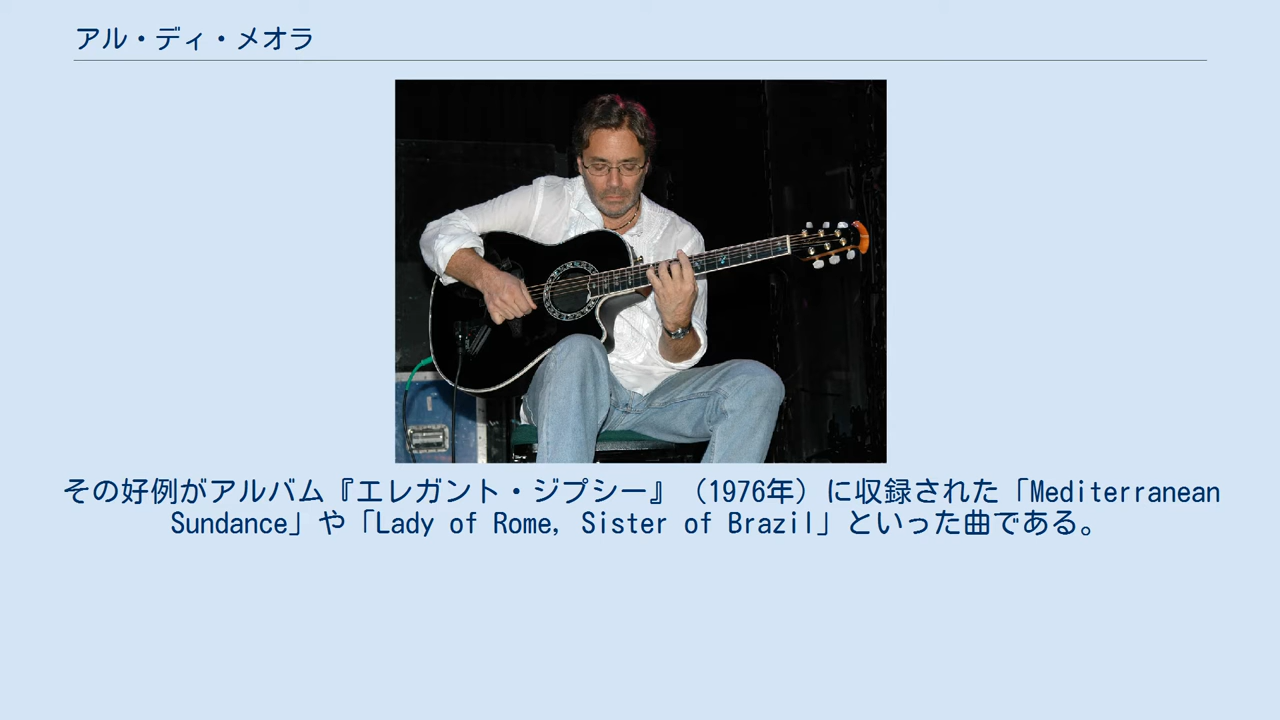 アル・ディ・メオラ
その好例がアルバム『エレガント・ジプシー』（1976年）に収録された「Mediterranean
Sundance」や「Lady of Rome, Sister of Brazil」といった曲である。